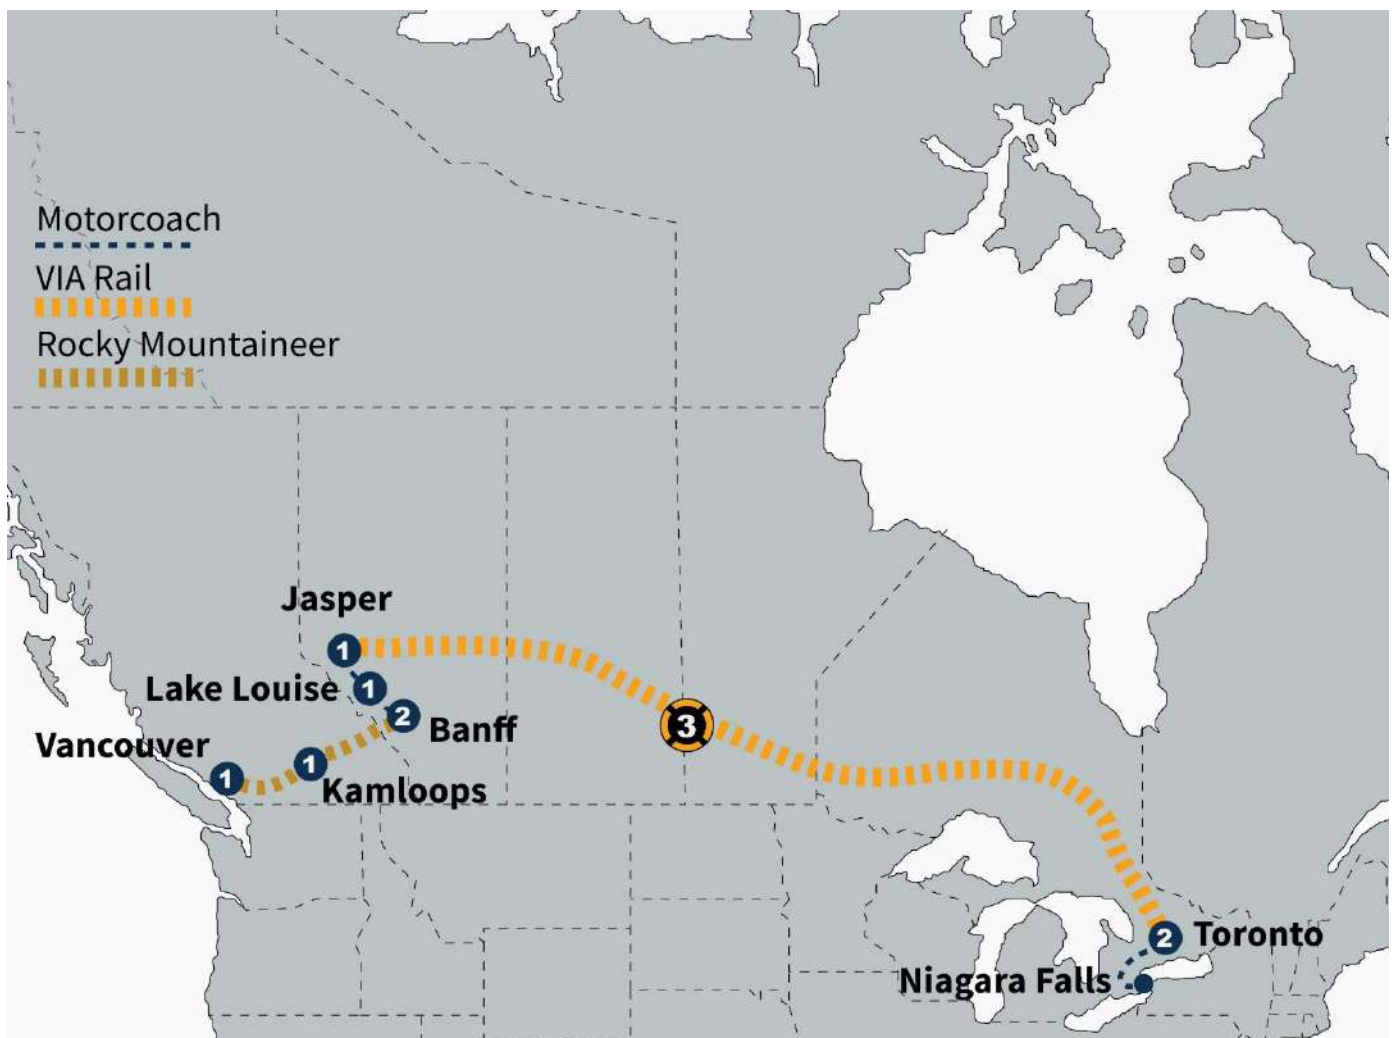 Motorcoach
VIA Rail
Rocky Mountaineer
Jasper
1
Lake Louise 1
2 Banff
Vancouver
1
1
Kamloops
3
2 Toronto
Niagara Falls